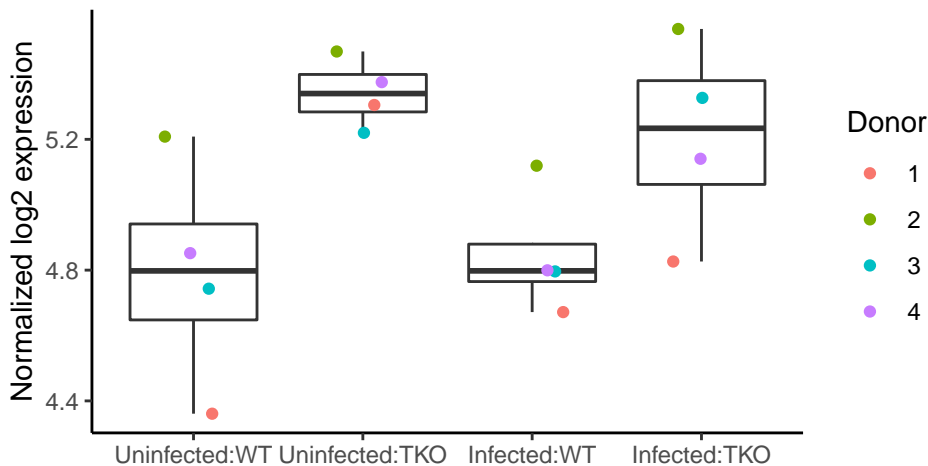 Normalized log2 expression
5.2
4.8
4.4
Uninfected:WT Uninfected:TKO Infected:WT Infected:TKO
Donor
1
2
3
4